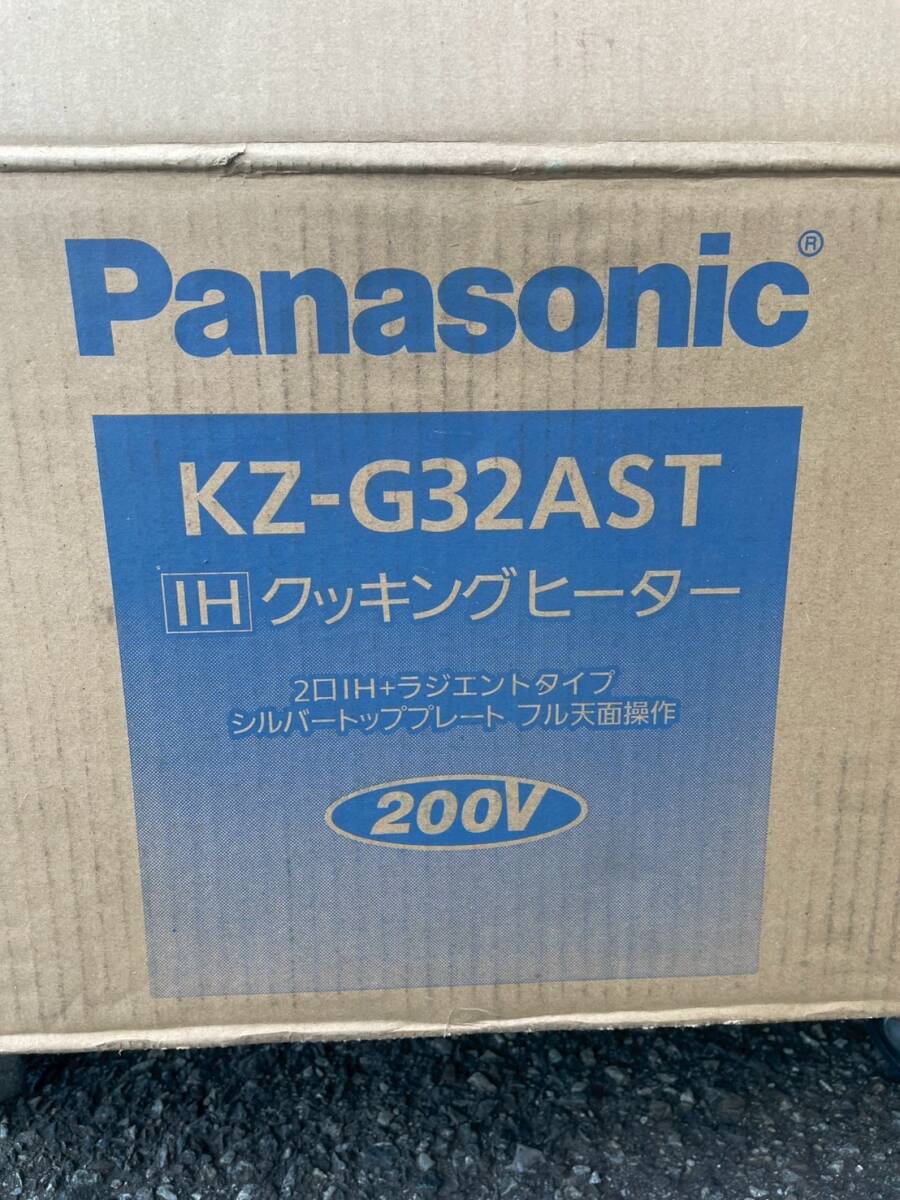 Panasonic®
KZ-G32AST
IH クッキングヒーター
2口IH+ラジエントタイプ
シルバートッププレート フル天面操作
200V